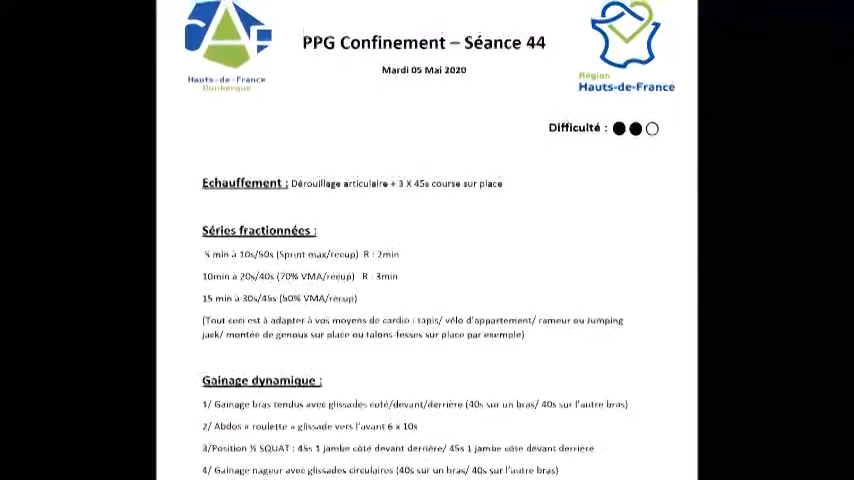 CAF
Hauts-de-France
Dunkerque
PPG Confinement – Séance 44
Mardi 05 Mai 2020
Région
Hauts-de-France
Difficulté :
Echauffement : Dérouillage articulaire + 3 X 45s course sur place
Séries fractionnées :
5 min à 10s/50s (Sprint max/récup) R : 2min
10min à 20s/40s (70% VMA/récup) R : 3min
15 min à 30s/45s (50% VMA/récup)
(Tout ceci est à adapter à vos moyens de cardio : tapis/ vélo d'appartement/ rameur ou Jumping
jack/ montée de genoux sur place ou talons-fesses sur place par exemple)
Gainage dynamique :
1/ Gainage bras tendus avec glissades coté/devant/derrière (40s sur un bras/ 40s sur l'autre bras)
2/ Abdos « roulette » glissade vers l'avant 6 x 10s
3/Position ½ SQUAT : 45s 1 jambe côté devant derrière/ 45s 1 jambe côté devant derrière
4/ Gainage nageur avec glissades circulaires (40s sur un bras/ 40s sur l'autre bras)